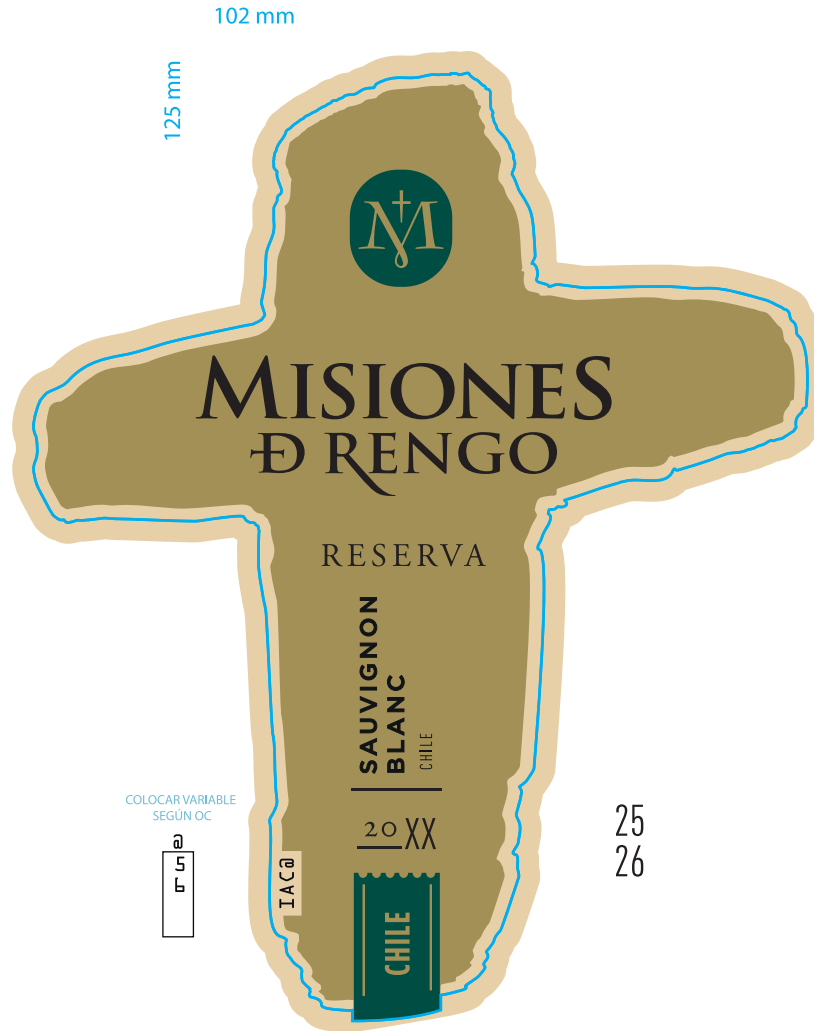 102 mm
125 mm
M
MISIONES
Đ RENGO
RESERVA
SAUVIGNON
BLANC
CHILE
20XX
COLOCAR VARIABLE
SEGÚN OC
IAC@
25
26
CHILE